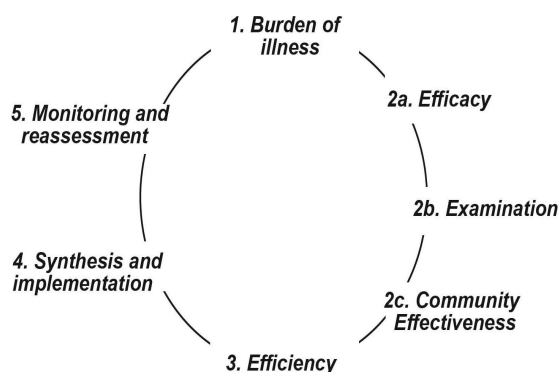 1. Burden of
illness
2a. Efficacy
2b. Examination
2c. Community
Effectiveness
3. Efficiency
4. Synthesis and
implementation
5. Monitoring and
reassessment